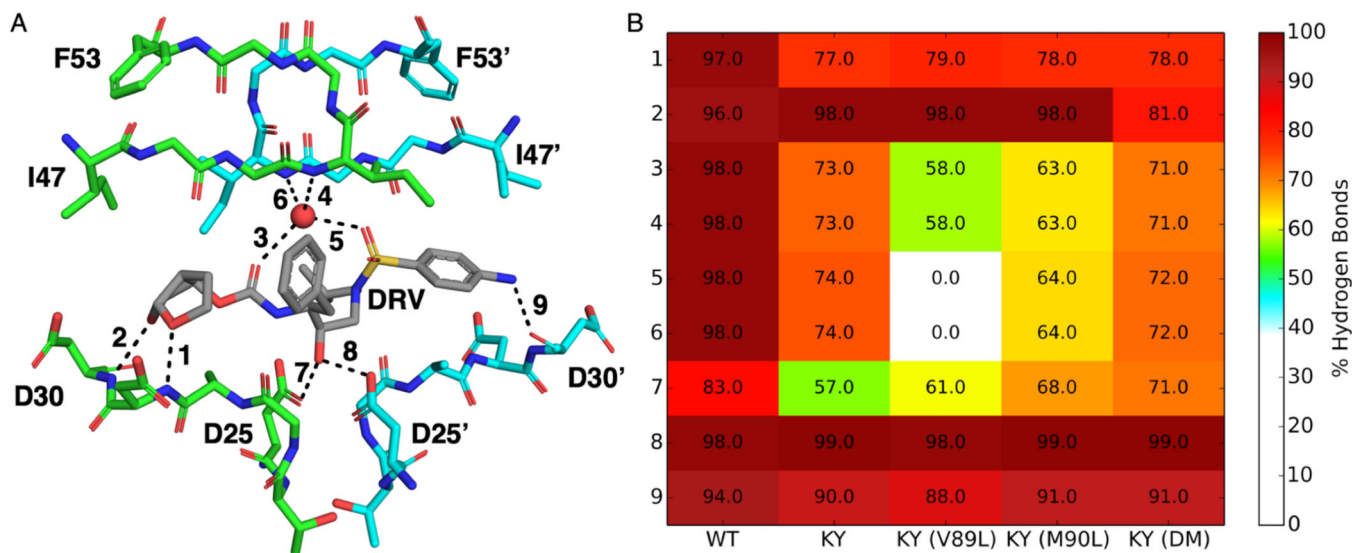 A
F53
F53'
I47
I47'
6
4
3
5
DRV
9
2
1
8
7
D30
D30'
D25
D25'
B
1 97.0 77.0 79.0 78.0 78.0
2 96.0 98.0 98.0 98.0 81.0
3 98.0 73.0 58.0 63.0 71.0
4 98.0 73.0 58.0 63.0 71.0
5 98.0 74.0 0.0 64.0 72.0
6 98.0 74.0 0.0 64.0 72.0
7 83.0 57.0 61.0 68.0 71.0
8 98.0 99.0 98.0 99.0 99.0
9 94.0 90.0 88.0 91.0 91.0
WT KY KY (V89L) KY (M90L) KY (DM)
100
90
80
70
60
50
40
30
20
10
0
% Hydrogen Bonds